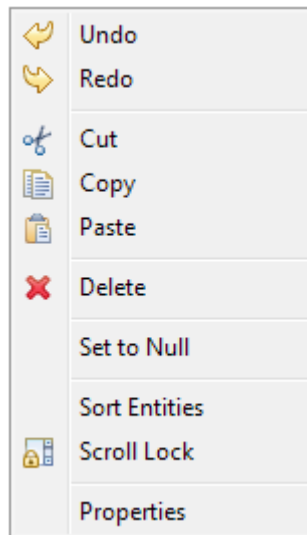 Undo
Redo
Cut
Copy
Paste
Delete
Set to Null
Sort Entities
Scroll Lock
Properties